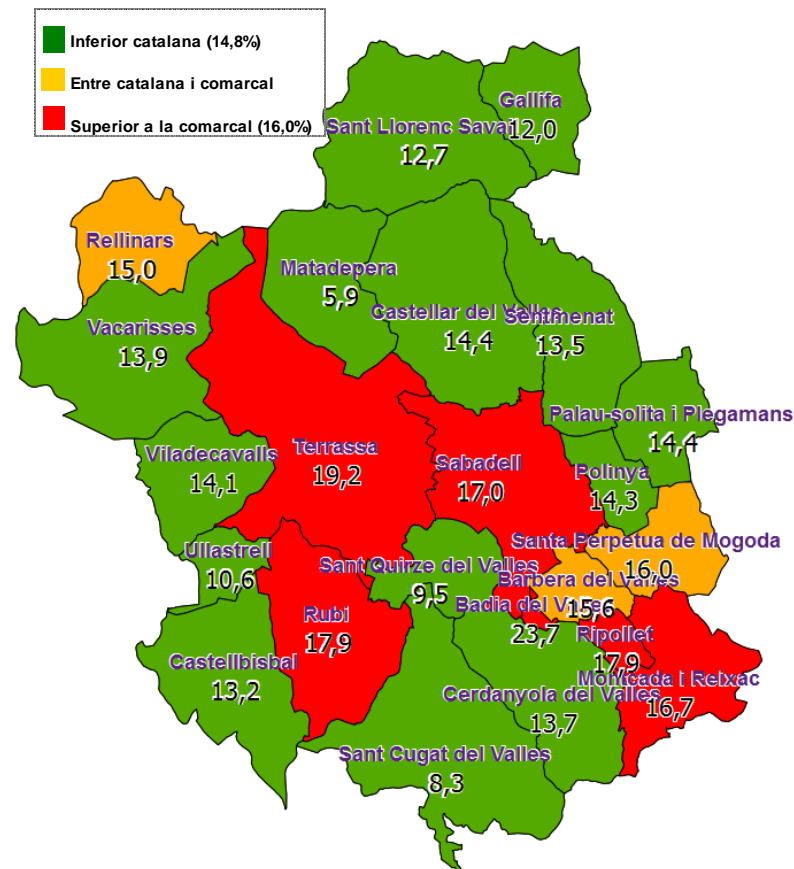 Inferior catalana (14,8%)
Entre catalana i comarcal
Superior a la comarcal (16,0%)
Gallifa
12,0
Sant Llorenc Saval
12,7
Rellinars
15,0
Matadepera
5,9
Castellar del Valles
14,4
Sentmenat
13,5
Vacarisses
13,9
Palau-solita i Plegamans
14,4
Viladecavalls
14,1
Terrassa
19,2
Sabadell
17,0
Polinya
14,3
Santa Perpetua de Mogoda
16,0
Ullastrell
10,6
Sant Quirze del Valles
9,5
Barbera del Valles
15,6
Badia del Valles
23,7
Rubi
17,9
Ripollet
17,9
Castellbisbal
13,2
Montcada i Reixac
16,7
Cerdanyola del Valles
13,7
Sant Cugat del Valles
8,3